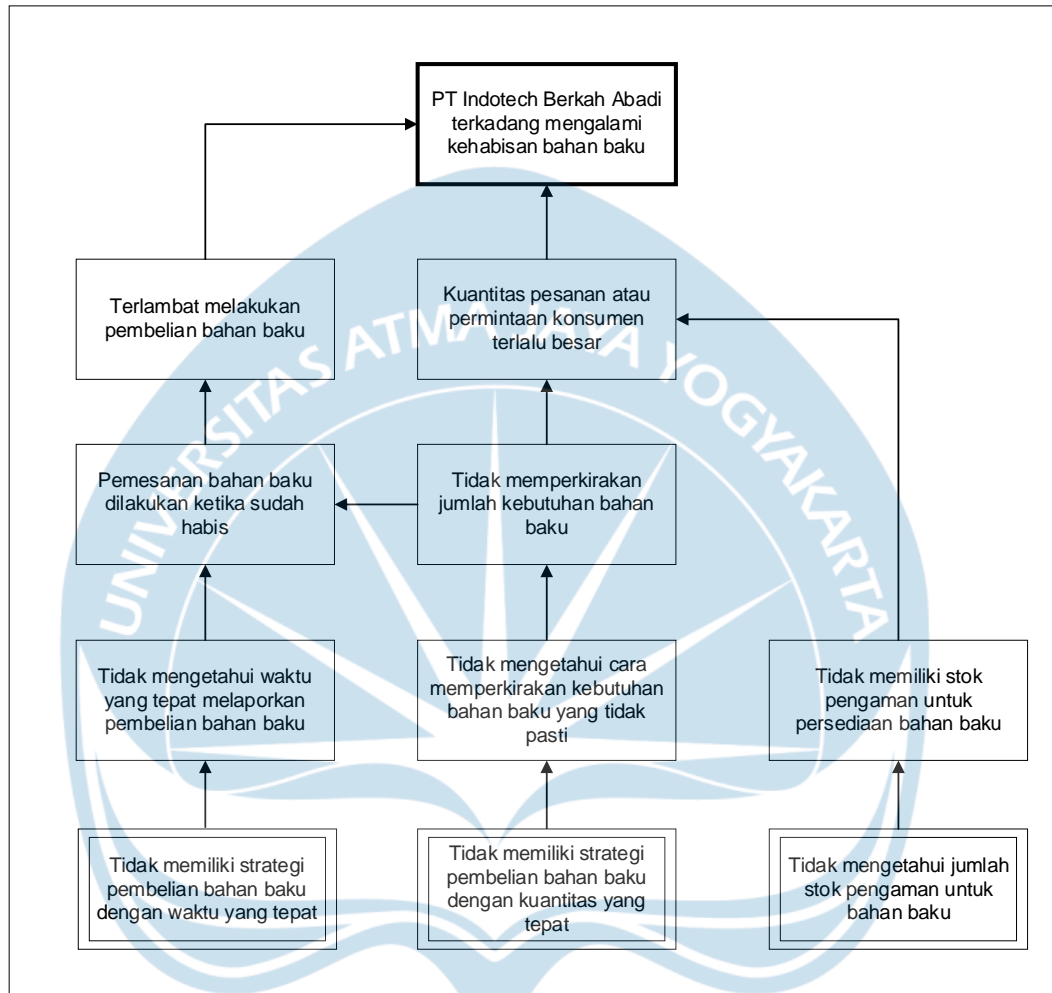 PT Indotech Berkah Abadi
terkadang mengalami
kehabisan bahan baku
Terlambat melakukan
pembelian bahan baku
Kuantitas pesanan atau
permintaan konsumen
terlalu besar
UNIVERSITAS ATMA JAYA YOGYAKARTA
Pemesanan bahan baku
dilakukan ketika sudah
habis
Tidak memperkirakan
jumlah kebutuhan bahan
baku
Tidak mengetahui waktu
yang tepat melaporkan
pembelian bahan baku
Tidak mengetahui cara
memperkirakan kebutuhan
bahan baku yang tidak
pasti
Tidak memiliki stok
pengaman untuk
persediaan bahan baku
Tidak memiliki strategi
pembelian bahan baku
dengan waktu yang tepat
Tidak memiliki strategi
pembelian bahan baku
dengan kuantitas yang
tepat
Tidak mengetahui jumlah
stok pengaman untuk
bahan baku